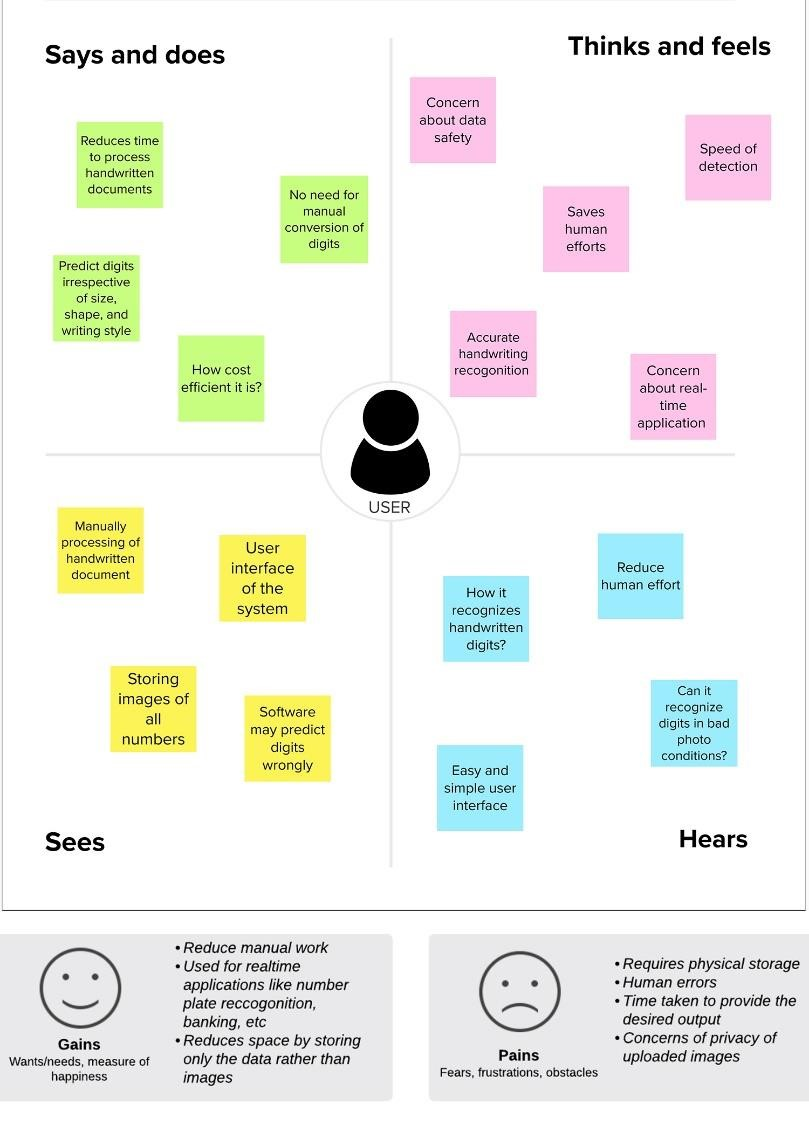 Says and does
Reduces time
to process
handwritten
documents
No need for
manual
conversion of
digits
Predict digits
irrespective
of size,
shape, and
writing style
How cost
efficient it is?
Thinks and feels
Concern
about data
safety
Speed of
detection
Saves
human
efforts
Accurate
handwriting
recogonition
Concern
about real-
time
application
USER
Manually
processing of
handwritten
document
User
interface
of the
system
Storing
images of
all
numbers
Software
may predict
digits
wrongly
Sees
How it
recognizes
handwritten
digits?
Reduce
human effort
Can it
recognize
digits in bad
photo
conditions?
Easy and
simple user
interface
Hears
Gains
Wants/needs, measure of
happiness
• Reduce manual work
• Used for realtime
applications like number
plate reccogonition,
banking, etc
• Reduces space by storing
only the data rather than
images
Pains
Fears, frustrations, obstacles
• Requires physical storage
• Human errors
• Time taken to provide the
desired output
• Concerns of privacy of
uploaded images